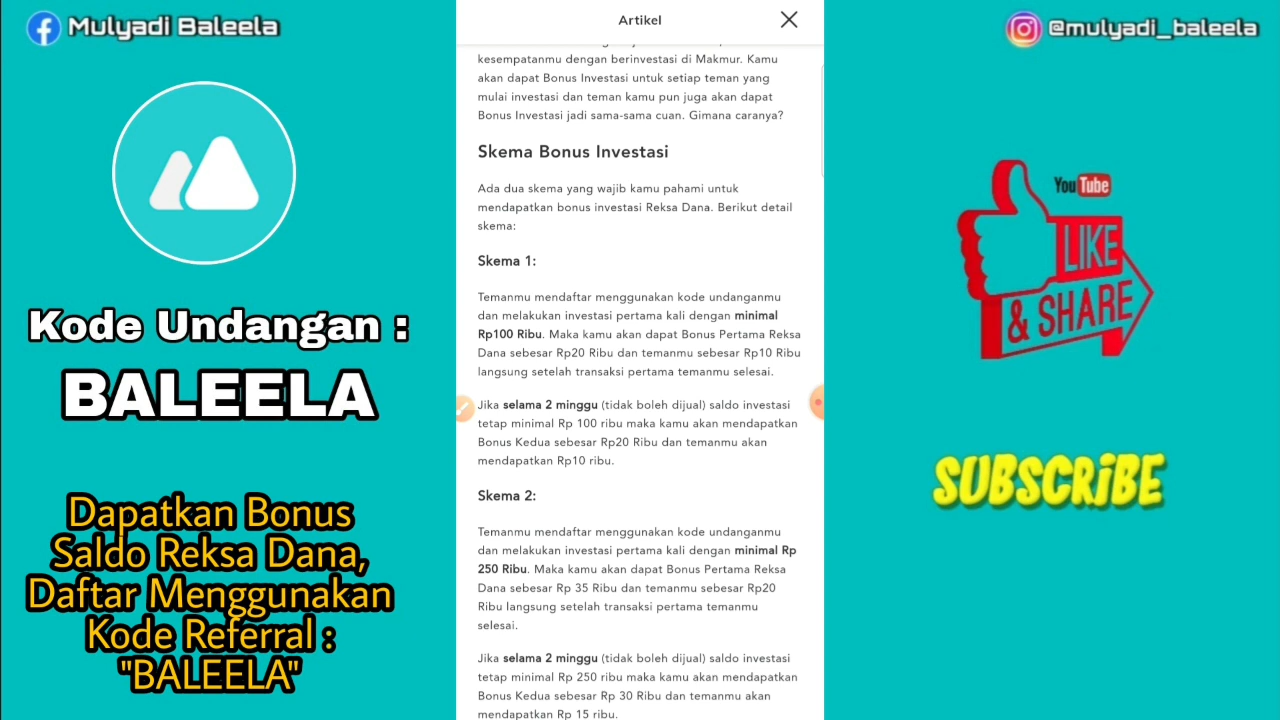 Mulyadi Baleela
Kode Undangan :
BALEELA
Dapatkan Bonus
Saldo Reksa Dana,
Daftar Menggunakan
Kode Referral :
"BALEELA"
Artikel
kesempatanmu dengan berinvestasi di Makmur. Kamu
akan dapat Bonus Investasi untuk setiap teman yang
mulai investasi dan teman kamu pun juga akan dapat
Bonus Investasi jadi sama-sama cuan. Gimana caranya?
Skema Bonus Investasi
Ada dua skema yang wajib kamu pahami untuk
mendapatkan bonus investasi Reksa Dana. Berikut detail
skema:
Skema 1:
Temanmu mendaftar menggunakan kode undanganmu
dan melakukan investasi pertama kali dengan minimal
Rp100 Ribu. Maka kamu akan dapat Bonus Pertama Reksa
Dana sebesar Rp20 Ribu dan temanmu sebesar Rp10 Ribu
langsung setelah transaksi pertama temanmu selesai.
Jika selama 2 minggu (tidak boleh dijual) saldo investasi
tetap minimal Rp 100 ribu maka kamu akan mendapatkan
Bonus Kedua sebesar Rp20 Ribu dan temanmu akan
mendapatkan Rp10 ribu.
Skema 2:
Temanmu mendaftar menggunakan kode undanganmu
dan melakukan investasi pertama kali dengan minimal Rp
250 Ribu. Maka kamu akan dapat Bonus Pertama Reksa
Dana sebesar Rp 35 Ribu dan temanmu sebesar Rp20
Ribu langsung setelah transaksi pertama temanmu
selesai.
Jika selama 2 minggu (tidak boleh dijual) saldo investasi
tetap minimal Rp 250 ribu maka kamu akan mendapatkan
Bonus Kedua sebesar Rp 30 Ribu dan temanmu akan
mendapatkan Rp 15 ribu.
@mulyadi_baleela
YouTube
LIKE
& SHARE
SUBSCRiBE